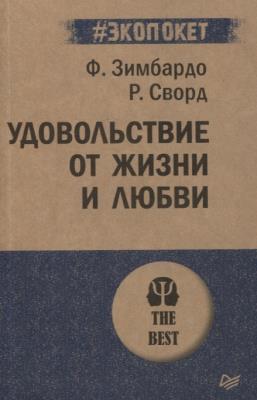 #ЭКОПОКЕТ
Ф. Зимбардо
Р. Сворд
УДОВОЛЬСТВИЕ
ОТ ЖИЗНИ
И ЛЮБВИ
THE
BEST